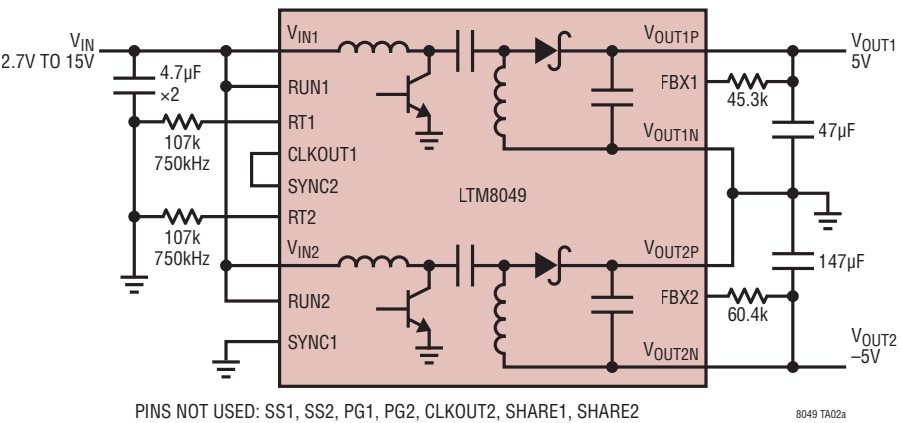 VIN
2.7V TO 15V
4.7µF
×2
107k
750kHz
107k
750kHz
VIN1
RUN1
RT1
CLKOUT1
SYNC2
RT2
VIN2
RUN2
SYNC1
LTM8049
VOUT1P
FBX1
VOUT1N
VOUT2P
FBX2
VOUT2N
45.3k
47µF
147µF
60.4k
VOUT1
5V
VOUT2
–5V
PINS NOT USED: SS1, SS2, PG1, PG2, CLKOUT2, SHARE1, SHARE2
8049 TA02a